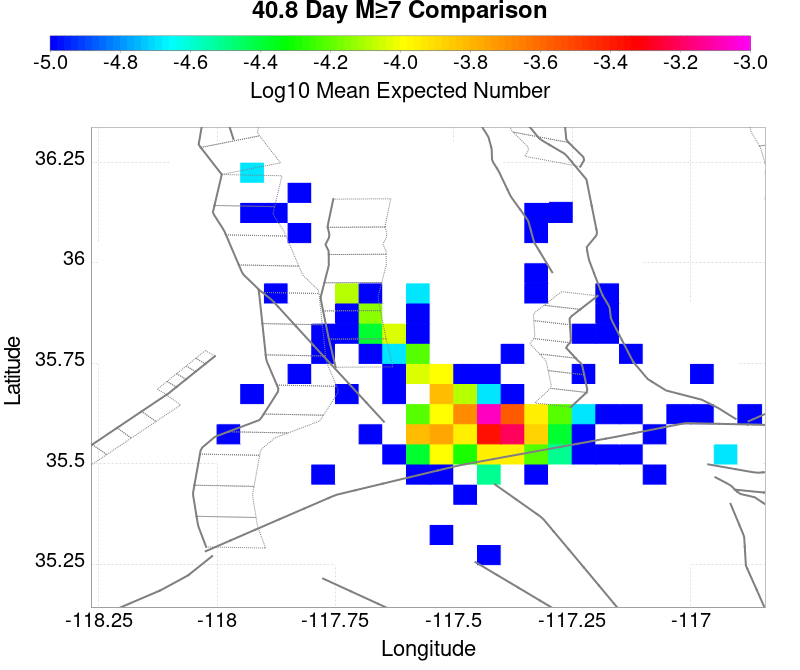 40.8 Day M≥7 Comparison
-5.0 -4.8 -4.6 -4.4 -4.2 -4.0 -3.8 -3.6 -3.4 -3.2 -3.0
Log10 Mean Expected Number
36.25
36
35.75
35.5
35.25
Latitude
-118.25 -118 -117.75 -117.5 -117.25 -117
Longitude